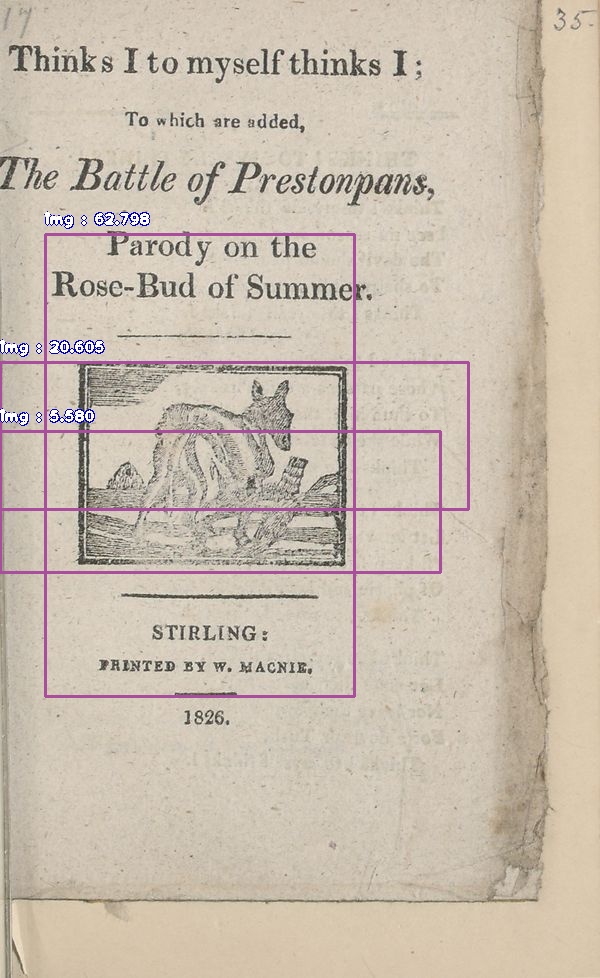 17
35.
Thinks I to myself thinks I;
To which are added,
The Battle of Prestonpans,
img : 62.798
Parody on the
Rose-Bud of Summer.
img : 20.605
img : 5.580
STIRLING:
PRINTED BY W. MACNIE.
1826.